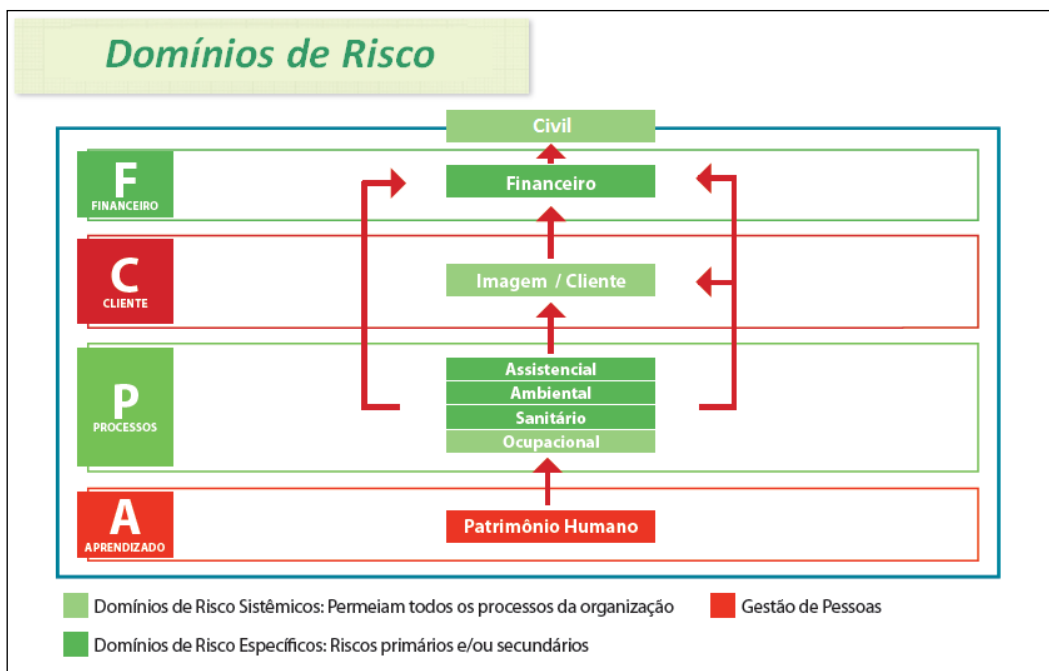 Domínios de Risco
Civil
F
FINANCEIRO
Financeiro
C
CLIENTE
Imagem / Cliente
P
PROCESSOS
Assistencial
Ambiental
Sanitário
Ocupacional
A
APRENDIZADO
Patrimônio Humano
Domínios de Risco Sistêmicos: Permeiam todos os processos da organização
Gestão de Pessoas
Domínios de Risco Específicos: Riscos primários e/ou secundários